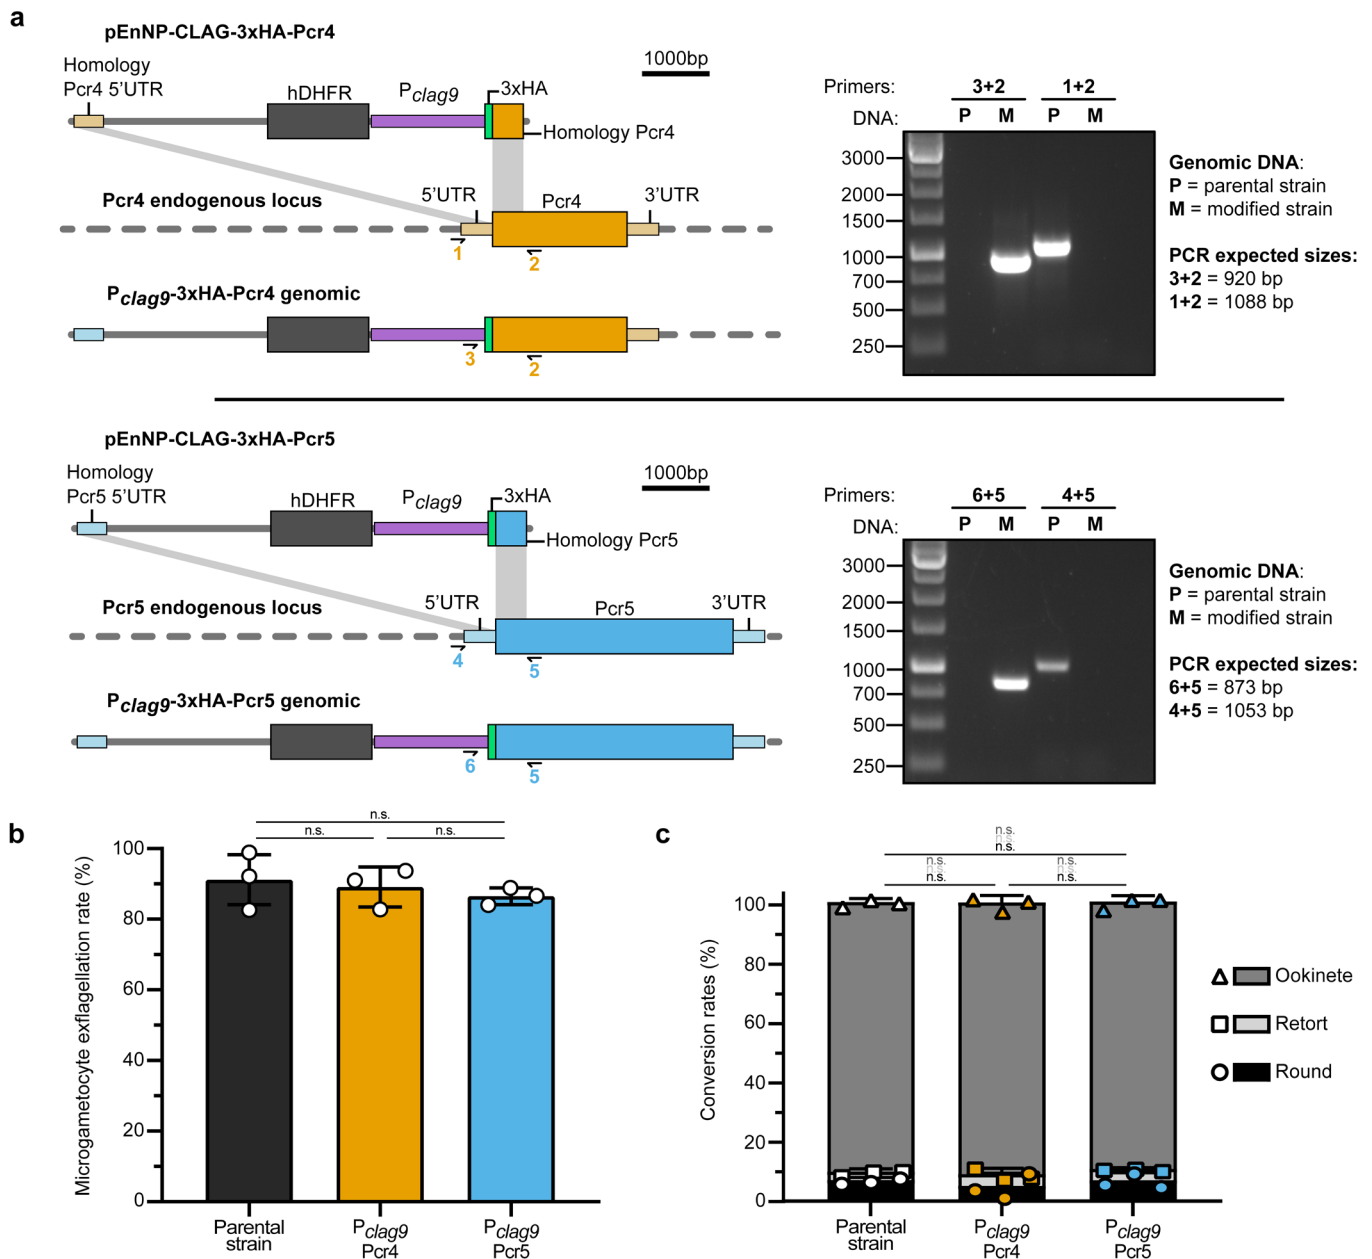 a
pEnNP-CLAG-3xHA-Pcr4
Homology
Pcr4 5'UTR
hDHFR
Pclag9
3xHA
1000bp
Homology Pcr4
Pcr4 endogenous locus
5'UTR
Pcr4
3'UTR
1
2
Pclag9-3xHA-Pcr4 genomic
3
2
Primers: 3+2 1+2
DNA: P M P M
3000
2000
1500
1000
700
500
250
Genomic DNA:
P = parental strain
M = modified strain
PCR expected sizes:
3+2 = 920 bp
1+2 = 1088 bp
pEnNP-CLAG-3xHA-Pcr5
Homology
Pcr5 5'UTR
hDHFR
Pclag9
3xHA
1000bp
Homology Pcr5
Pcr5 endogenous locus
5'UTR
Pcr5
3'UTR
4
5
Pclag9-3xHA-Pcr5 genomic
6
5
Primers: 6+5 4+5
DNA: P M P M
3000
2000
1500
1000
700
500
250
Genomic DNA:
P = parental strain
M = modified strain
PCR expected sizes:
6+5 = 873 bp
4+5 = 1053 bp
b
n.s.
n.s. n.s.
Microgametocyte exflagellation rate (%)
100
80
60
40
20
0
Parental
strain
Pclag9
Pcr4
Pclag9
Pcr5
c
n.s.
n.s.
n.s.
n.s. n.s.
n.s. n.s.
n.s. n.s.
Conversion rates (%)
100
80
60
40
20
0
Parental
strain
Pclag9
Pcr4
Pclag9
Pcr5
Ookinete
Retort
Round